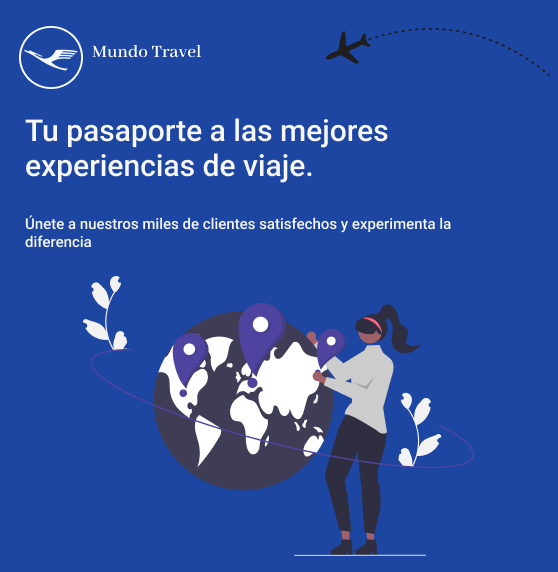 Mundo Travel
Tu pasaporte a las mejores
experiencias de viaje.
Únete a nuestros miles de clientes satisfechos y experimenta la
diferencia